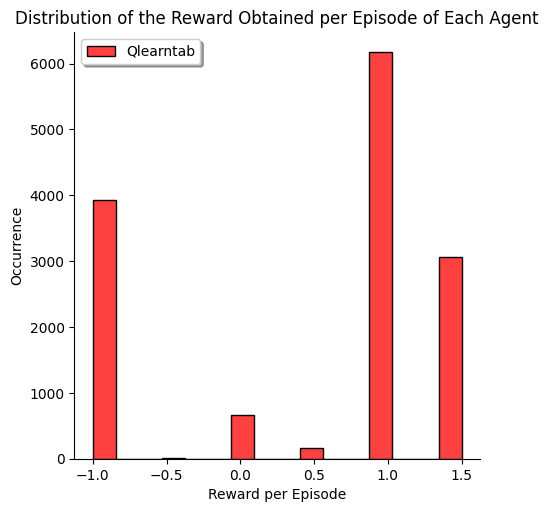 Distribution of the Reward Obtained per Episode of Each Agent
Qlearntab
6000
5000
4000
3000
2000
1000
0
Occurrence
−1.0 −0.5 0.0 0.5 1.0 1.5
Reward per Episode